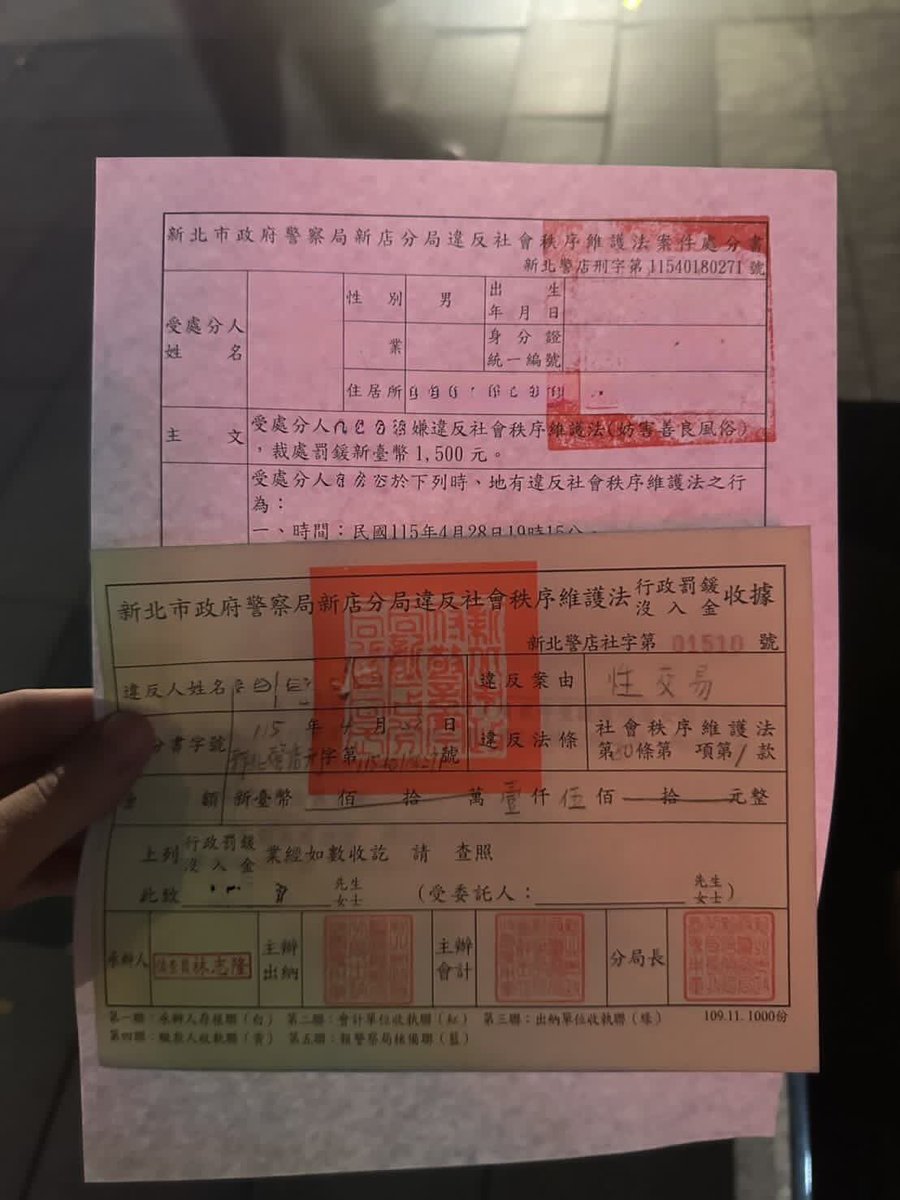 新北市政府警察局新店分局違反社會秩序維護法案件處分書
新北警店刑字第11540180271號
受處分人姓名
性別 男
出生年月日
業
身分證統一編號
住居所
主文
受處分人 嫌違反社會秩序維護法(妨害善良風俗)
,裁處罰鍰新臺幣1,500元。
受處分人 於下列時、地有違反社會秩序維護法之行
為:
一、時間:民國115年4月28日19時15分
新北市政府警察局新店分局違反社會秩序維護法行政罰鍰沒入金收據
新北警店社字第 01510 號
違反人姓名
違反案由 性交易
分書字號 115年 月 日
字第 號
違反法條 社會秩序維護法
第80條第 項第1款
額 新臺幣 佰 拾 萬 壹仟伍佰 拾 元整
上列行政罰鍰沒入金業經如數收訖 請 查照
此致 先生女士 (受委託人: 先生女士)
承辦人 林志隆
主辦出納
主辦會計
分局長
第一聯:承辦人存根聯(白) 第二聯:會計單位收執聯(紅) 第三聯:出納單位收執聯(綠) 109.11.1000份
第四聯:繳款人收執聯(黃) 第五聯:報警察局核備聯(藍)